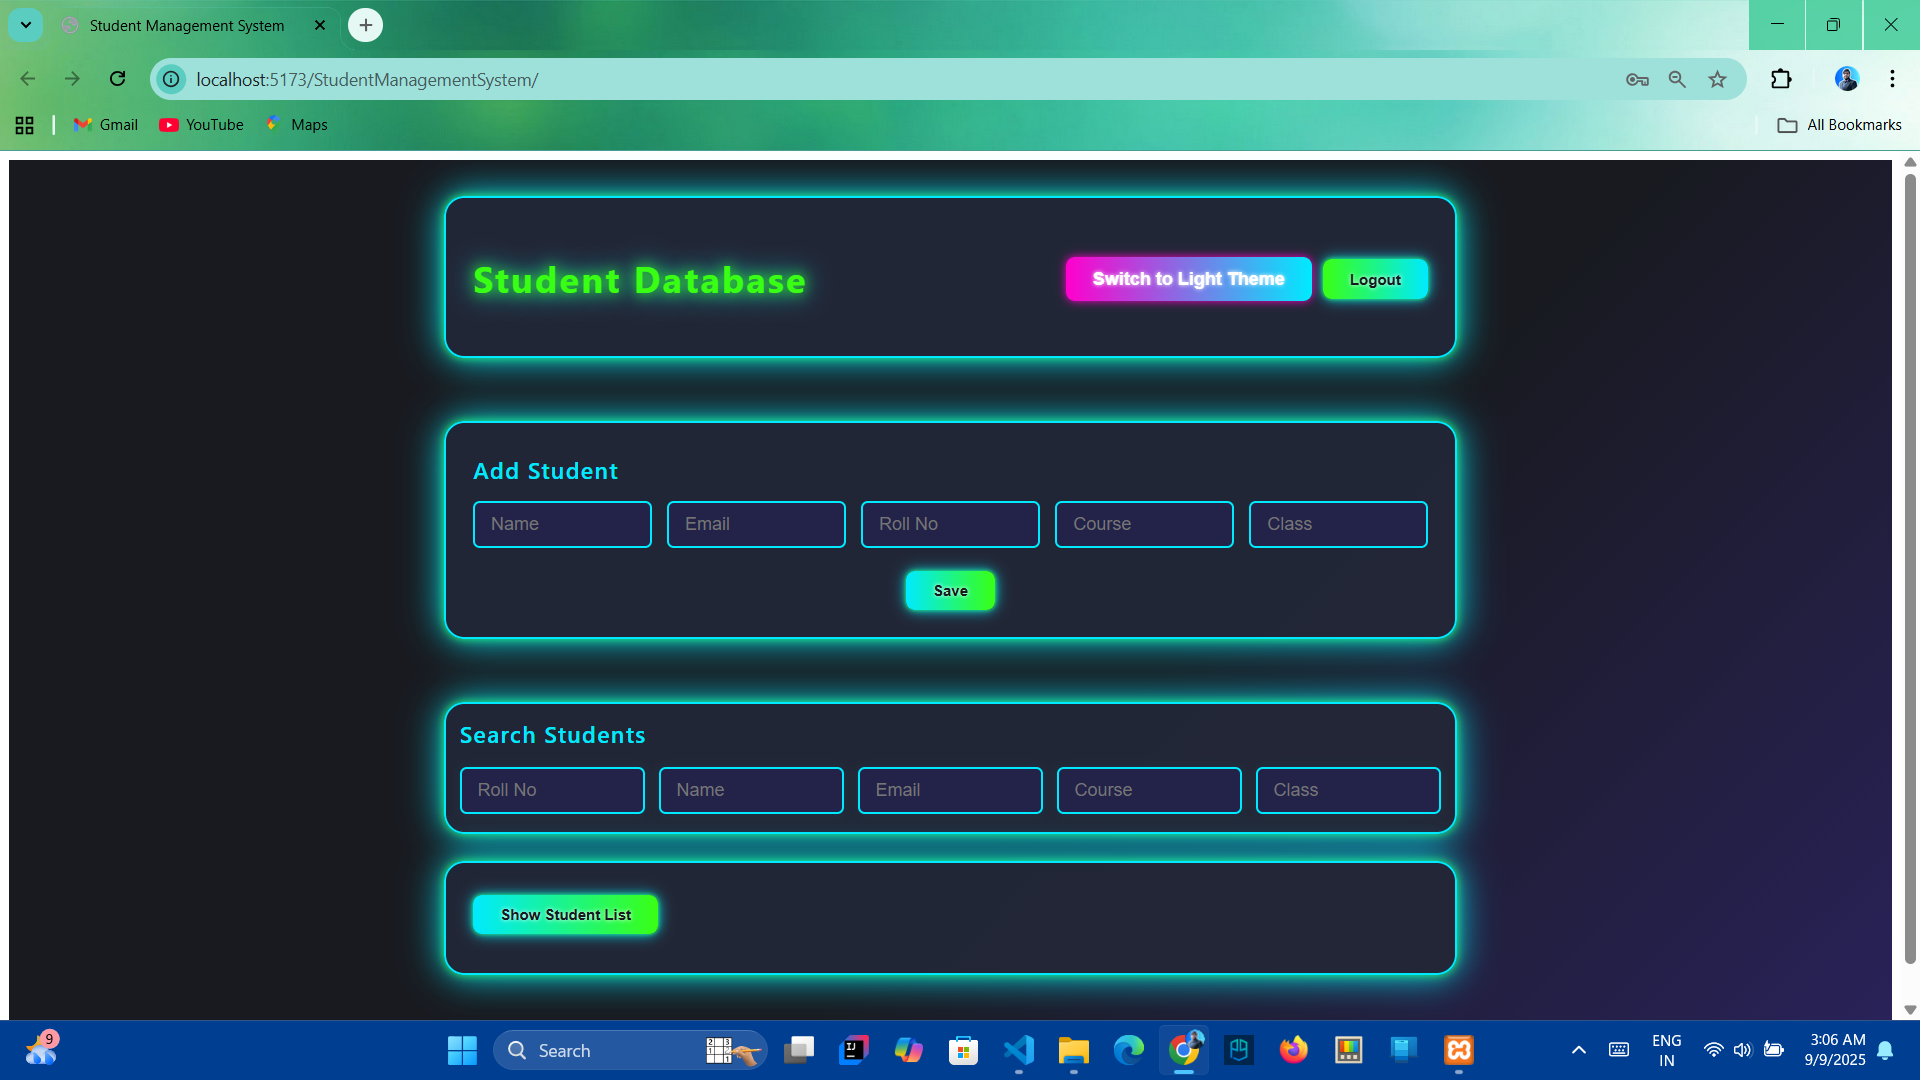 Student Management System
localhost:5173/StudentManagementSystem/
Gmail YouTube Maps All Bookmarks
Student Database Switch to Light Theme Logout
Add Student
Name Email Roll No Course Class
Save
Search Students
Roll No Name Email Course Class
Show Student List
9 Search ENG 3:06 AM
IN 9/9/2025